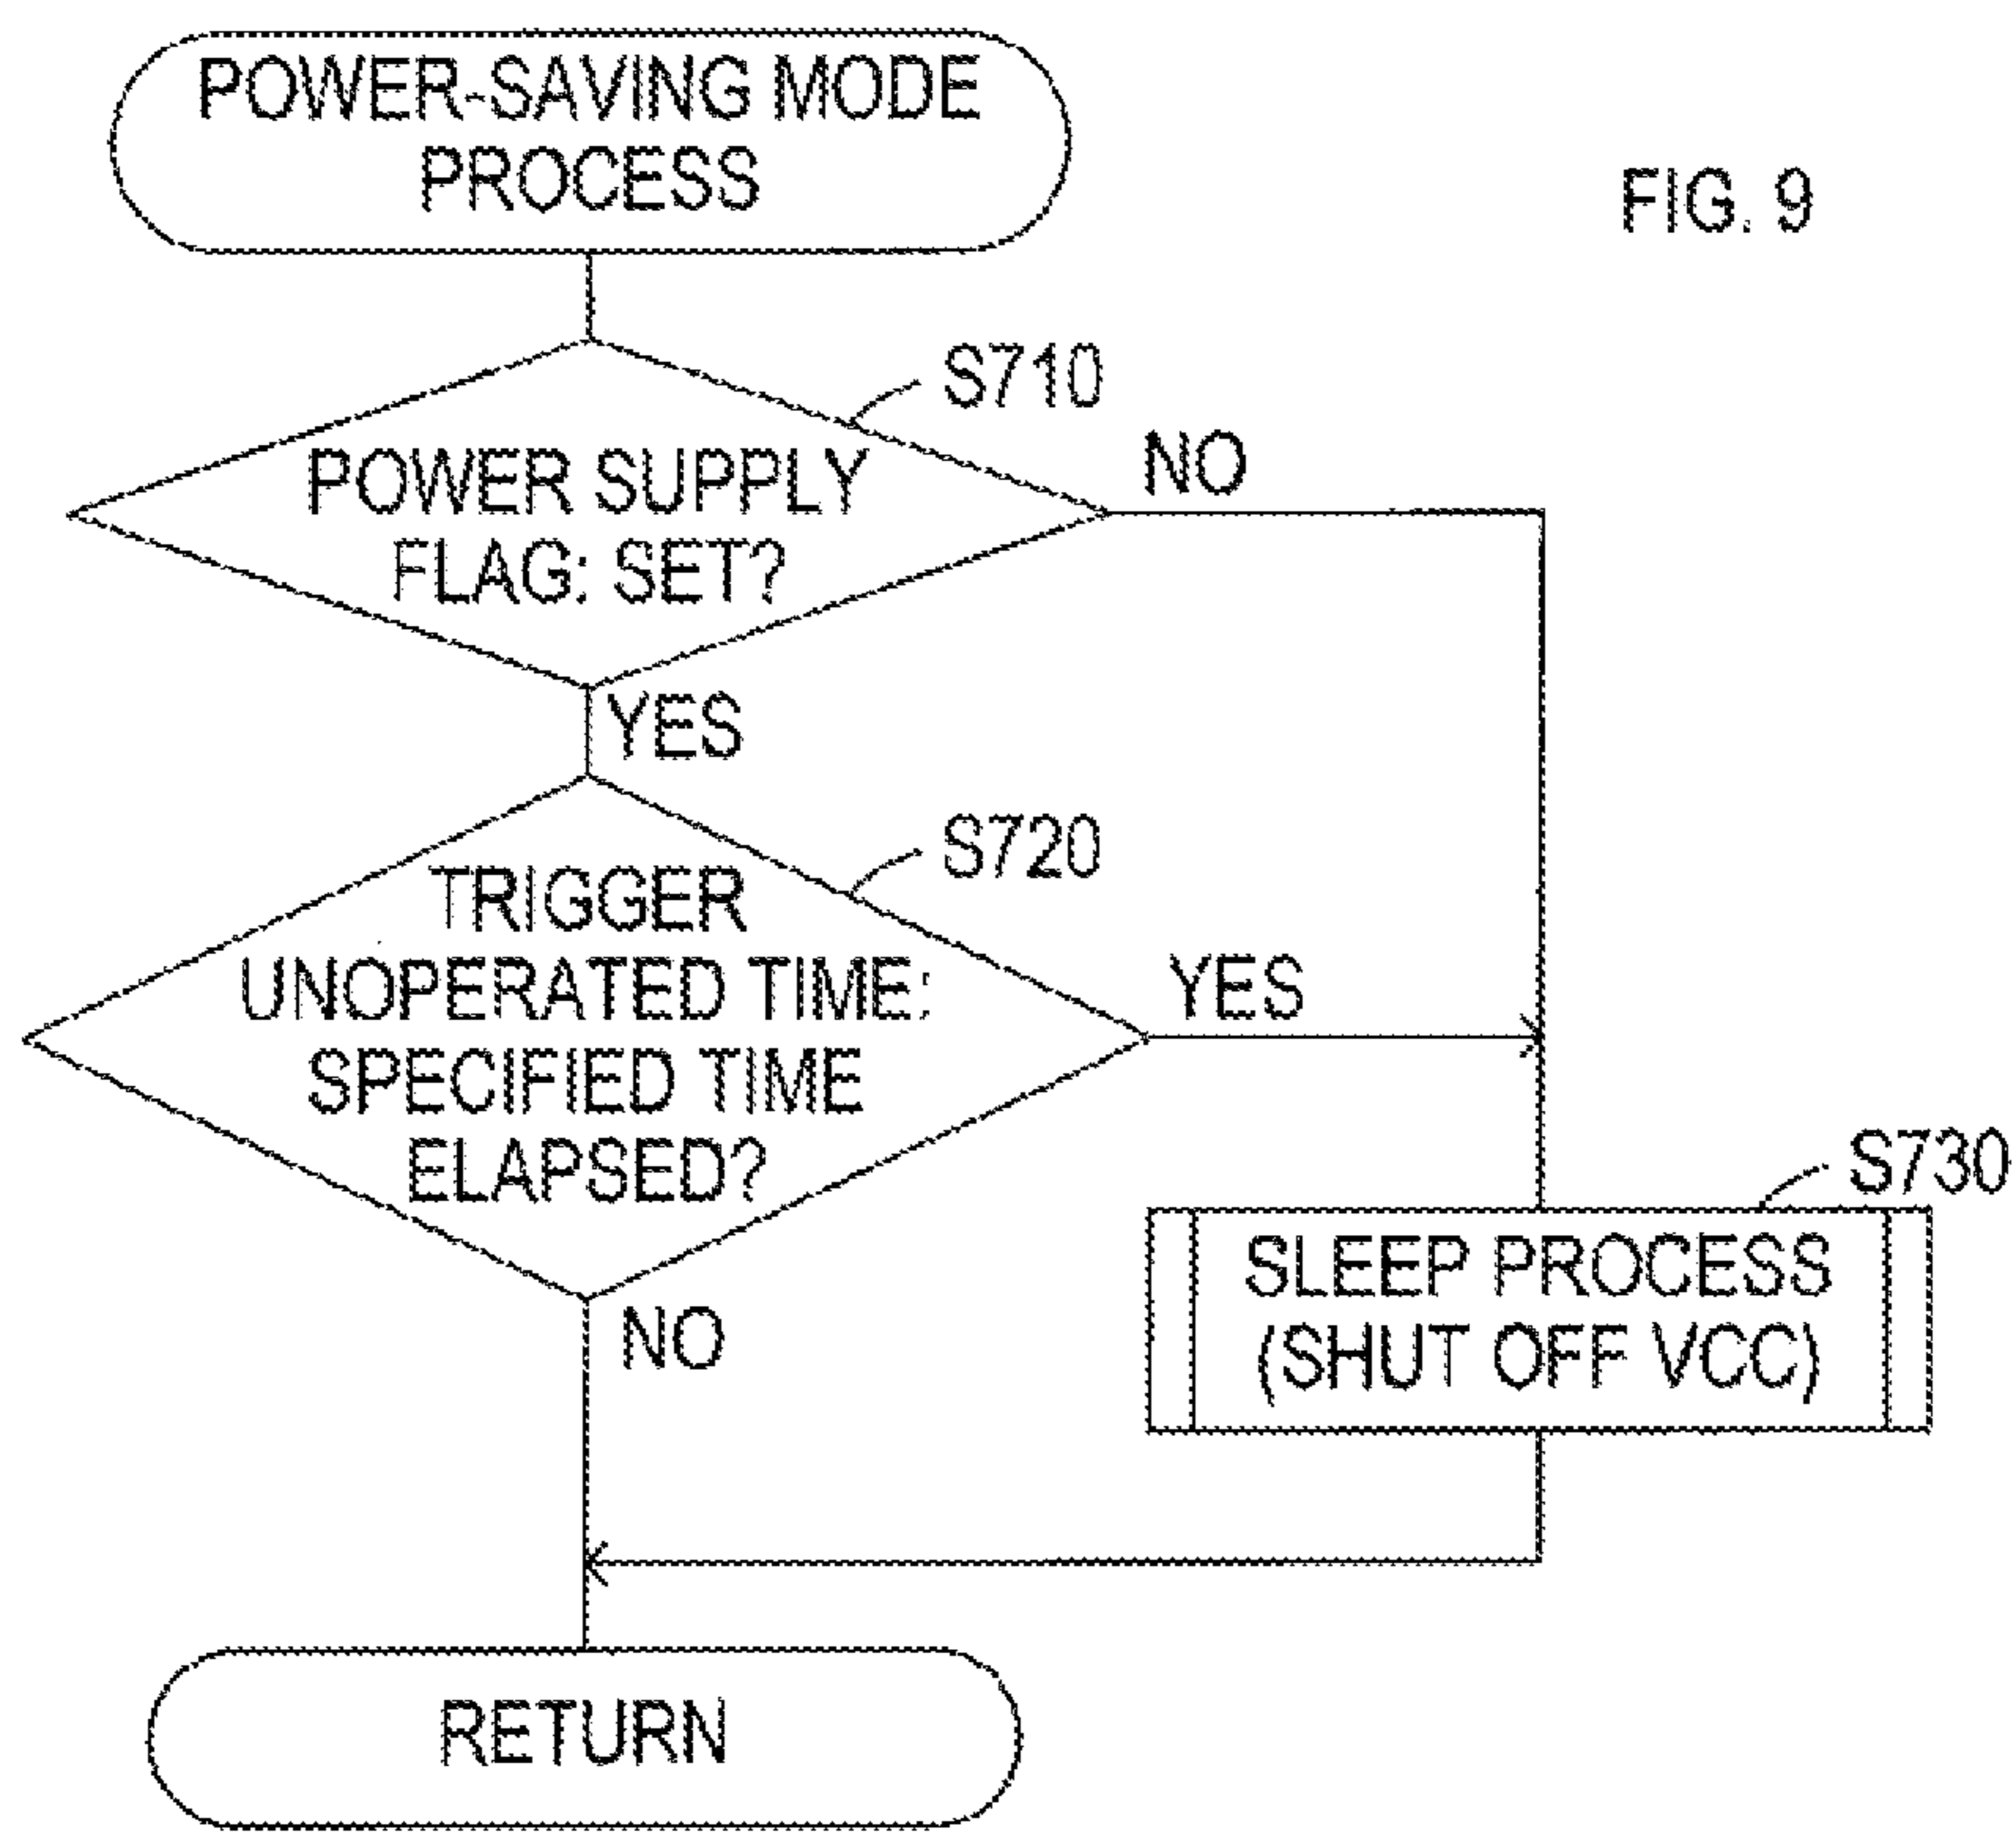 POWER-SAVING MODE
PROCESS
FIG. 9
S710
POWER SUPPLY
FLAG: SET?
NO
YES
S720
TRIGGER
UNOPERATED TIME:
SPECIFIED TIME
ELAPSED?
YES
NO
S730
SLEEP PROCESS
(SHUT OFF VCC)
RETURN